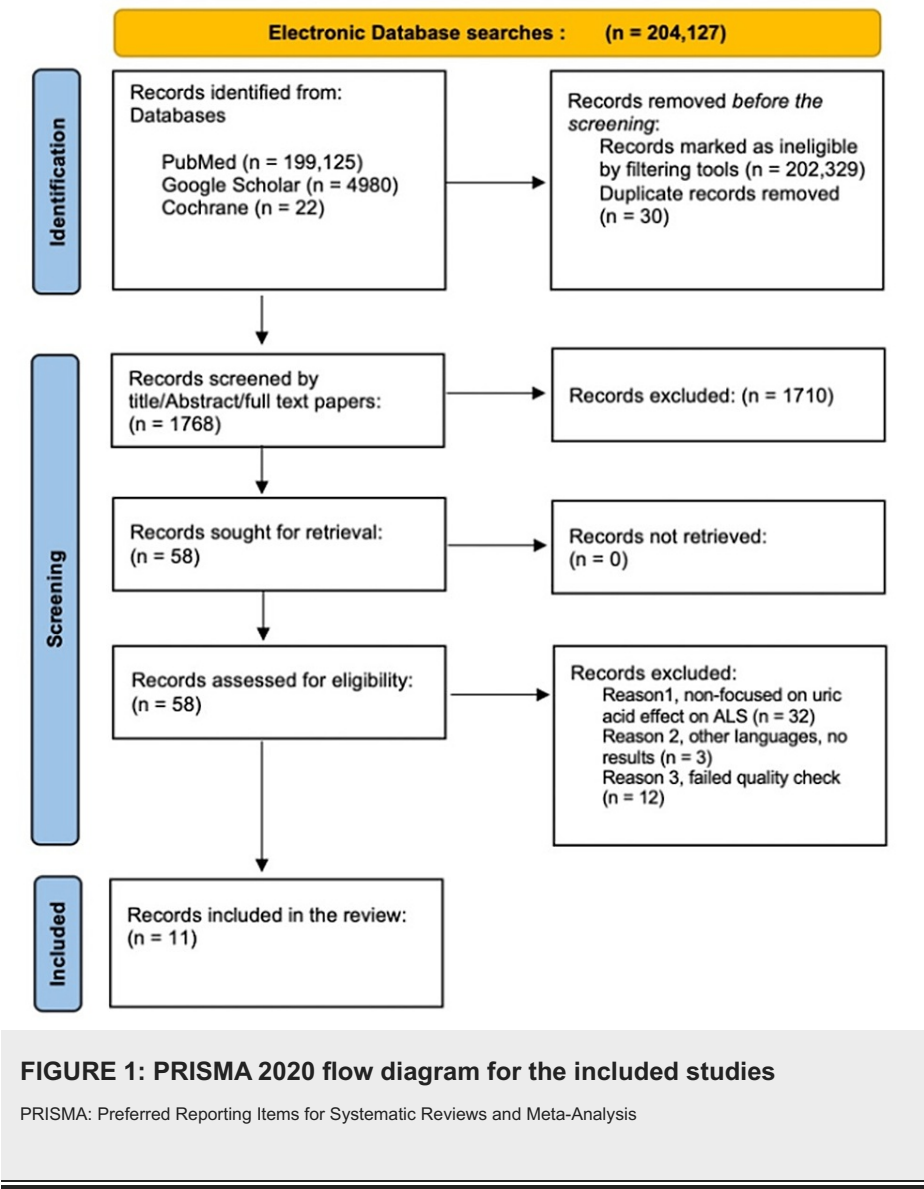 Electronic Database searches : (n = 204,127)
Identification
Records identified from:
Databases
PubMed (n = 199,125)
Google Scholar (n = 4980)
Cochrane (n = 22)
Records removed before the
screening:
Records marked as ineligible
by filtering tools (n = 202,329)
Duplicate records removed
(n = 30)
Screening
Records screened by
title/Abstract/full text papers:
(n = 1768)
Records excluded: (n = 1710)
Records sought for retrieval:
(n = 58)
Records not retrieved:
(n = 0)
Records assessed for eligibility:
(n = 58)
Records excluded:
Reason1, non-focused on uric
acid effect on ALS (n = 32)
Reason 2, other languages, no
results (n = 3)
Reason 3, failed quality check
(n = 12)
Included
Records included in the review:
(n = 11)
FIGURE 1: PRISMA 2020 flow diagram for the included studies
PRISMA: Preferred Reporting Items for Systematic Reviews and Meta-Analysis